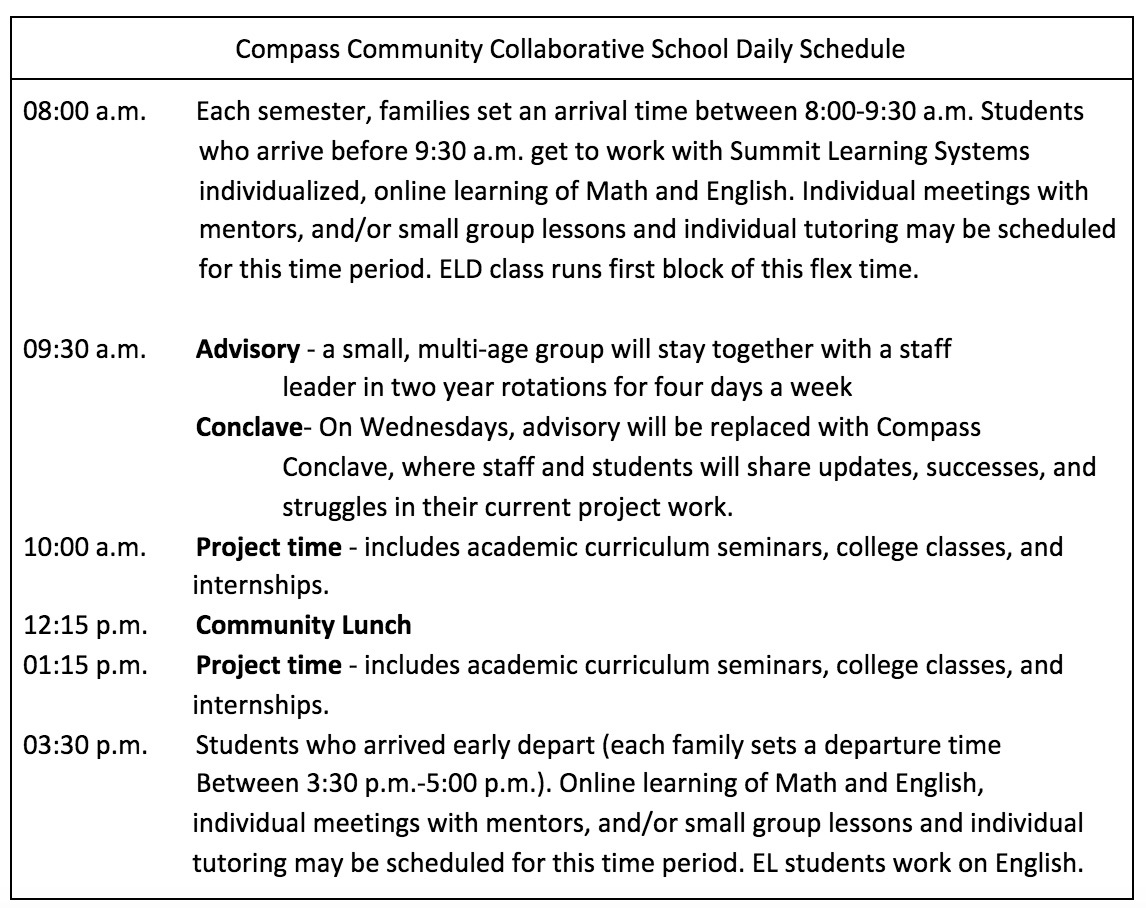 Compass Community Collaborative School Daily Schedule
08:00 a.m. Each semester, families set an arrival time between 8:00-9:30 a.m. Students
who arrive before 9:30 a.m. get to work with Summit Learning Systems
individualized, online learning of Math and English. Individual meetings with
mentors, and/or small group lessons and individual tutoring may be scheduled
for this time period. ELD class runs first block of this flex time.
09:30 a.m. Advisory - a small, multi-age group will stay together with a staff
leader in two year rotations for four days a week
Conclave- On Wednesdays, advisory will be replaced with Compass
Conclave, where staff and students will share updates, successes, and
struggles in their current project work.
10:00 a.m. Project time - includes academic curriculum seminars, college classes, and
internships.
12:15 p.m. Community Lunch
01:15 p.m. Project time - includes academic curriculum seminars, college classes, and
internships.
03:30 p.m. Students who arrived early depart (each family sets a departure time
Between 3:30 p.m.-5:00 p.m.). Online learning of Math and English,
individual meetings with mentors, and/or small group lessons and individual
tutoring may be scheduled for this time period. EL students work on English.